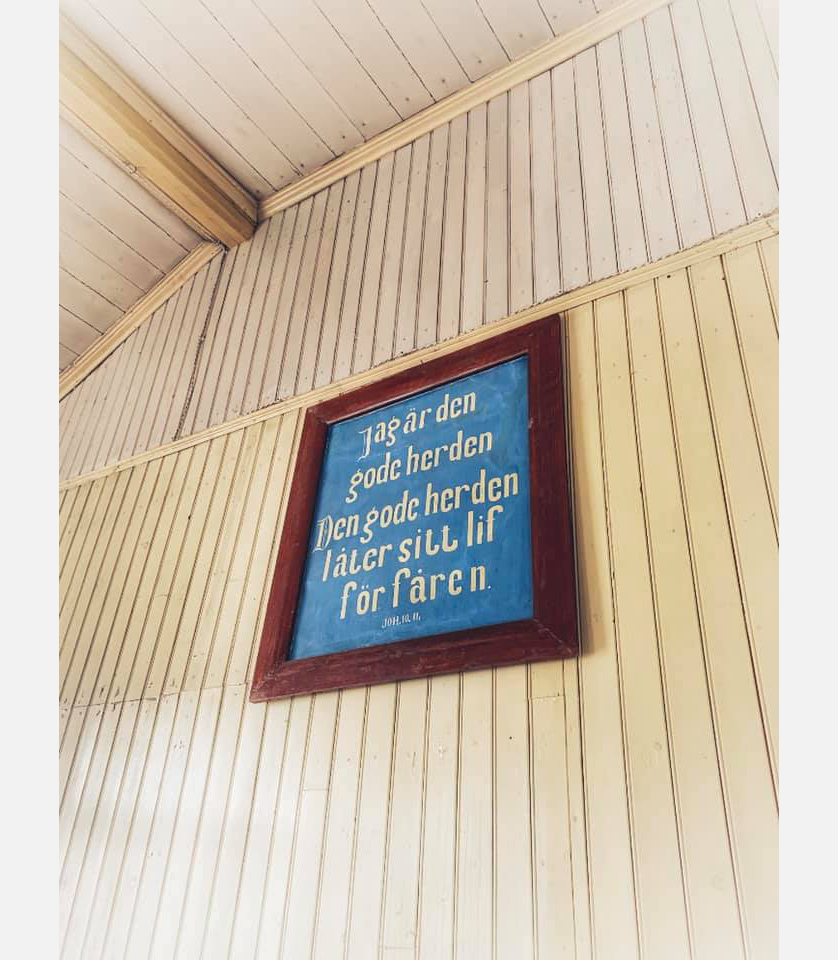 Jag är den
gode herden
Den gode herden
låter sitt lif
för fåren.
JOH. 10, 11,